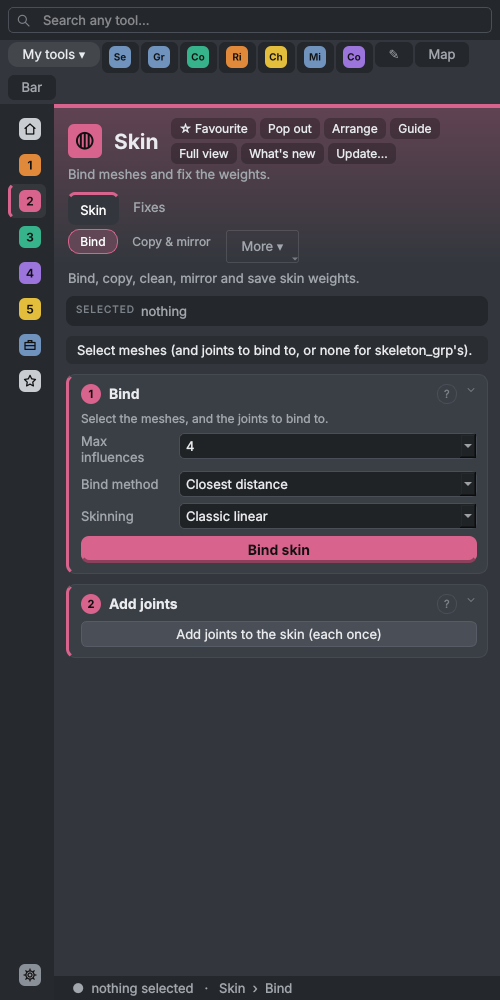 Search any tool...
My tools ▾ Se Gr Co Ri Ch Mi Co ✎ Map
Bar
1
2
3
4
5
Skin
☆ Favourite Pop out Arrange Guide
Full view What's new Update...
Bind meshes and fix the weights.
Skin Fixes
Bind Copy & mirror More ▾
Bind, copy, clean, mirror and save skin weights.
SELECTED nothing
Select meshes (and joints to bind to, or none for skeleton_grp's).
1 Bind ?
Select the meshes, and the joints to bind to.
Max influences 4
Bind method Closest distance
Skinning Classic linear
Bind skin
2 Add joints ?
Add joints to the skin (each once)
nothing selected · Skin › Bind